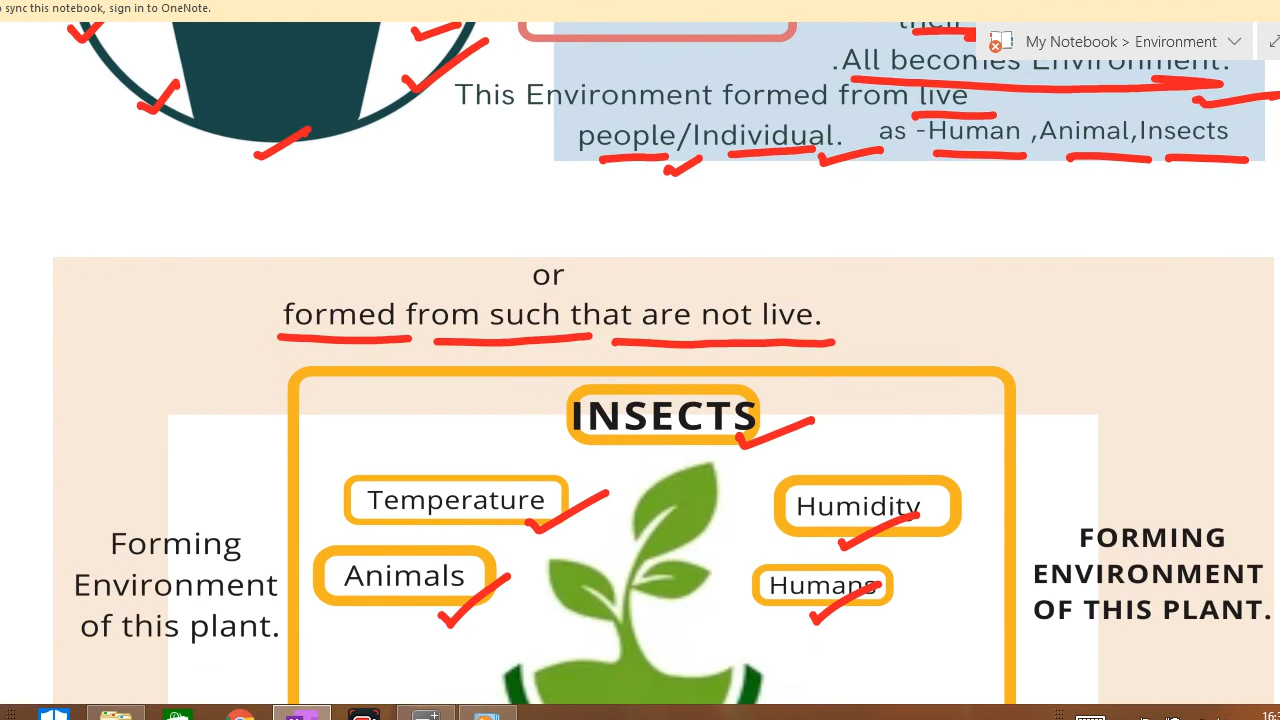 sync this notebook, sign in to OneNote.
their
My Notebook > Environment
.All becomes Environment.
This Environment formed from live
people/Individual.
as -Human ,Animal,Insects
or
formed from such that are not live.
INSECTS
Temperature
Humidity
Animals
Humans
Forming
Environment
of this plant.
FORMING
ENVIRONMENT
OF THIS PLANT.